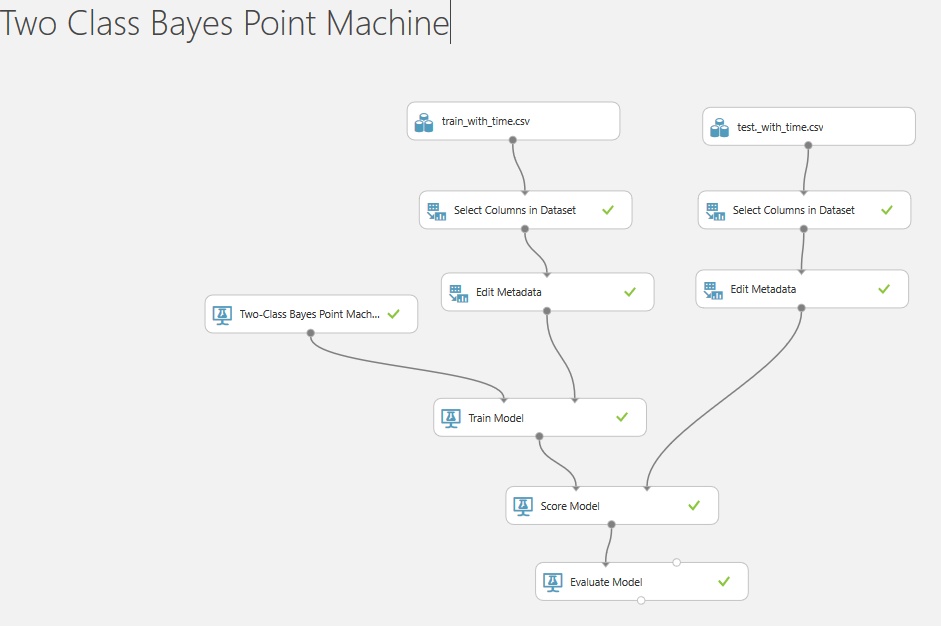 Two Class Bayes Point Machine
train_with_time.csv
test._with_time.csv
Select Columns in Dataset
Select Columns in Dataset
Edit Metadata
Edit Metadata
Two-Class Bayes Point Mach...
Train Model
Score Model
Evaluate Model